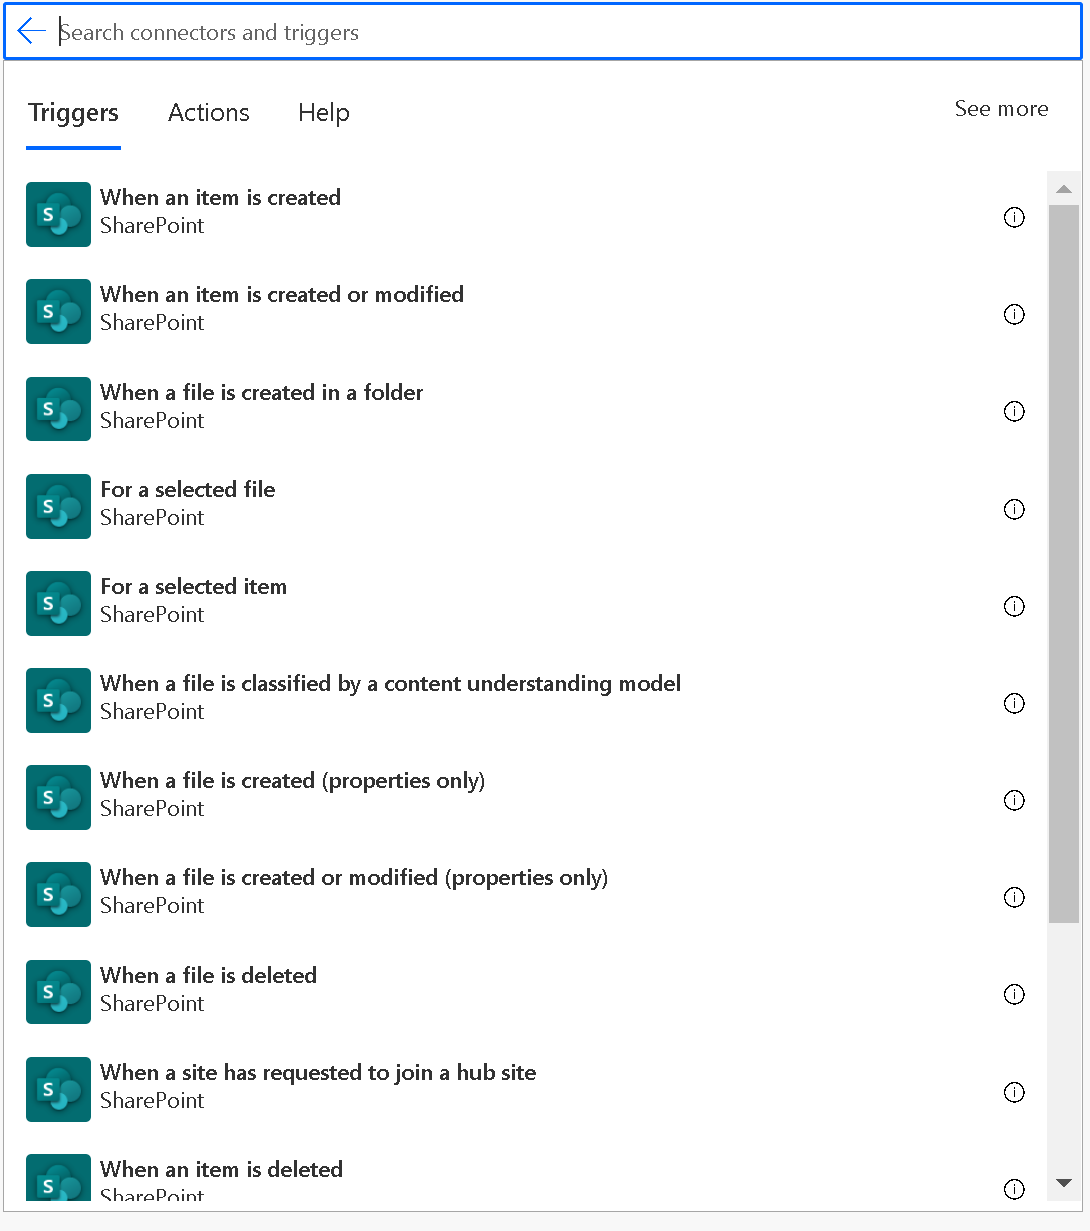 Search connectors and triggers
Triggers Actions Help See more
When an item is created
SharePoint
When an item is created or modified
SharePoint
When a file is created in a folder
SharePoint
For a selected file
SharePoint
For a selected item
SharePoint
When a file is classified by a content understanding model
SharePoint
When a file is created (properties only)
SharePoint
When a file is created or modified (properties only)
SharePoint
When a file is deleted
SharePoint
When a site has requested to join a hub site
SharePoint
When an item is deleted
SharePoint